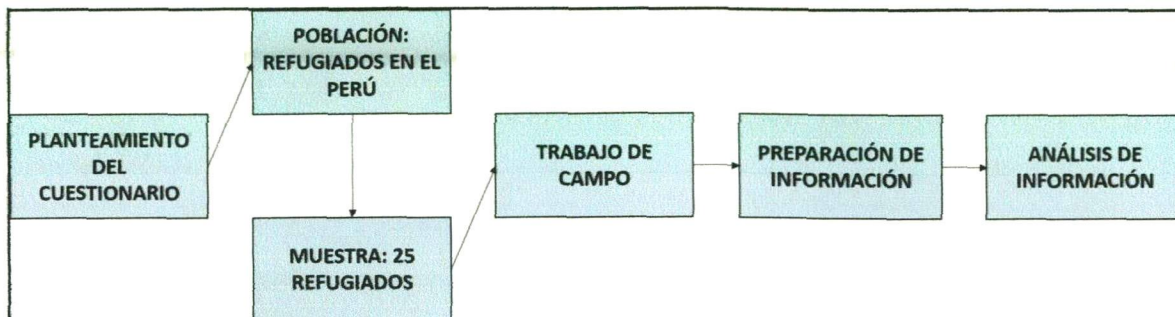 PLANTEAMIENTO
DEL
CUESTIONARIO
POBLACIÓN:
REFUGIADOS EN EL
PERÚ
MUESTRA: 25
REFUGIADOS
TRABAJO DE
CAMPO
PREPARACIÓN DE
INFORMACIÓN
ANÁLISIS DE
INFORMACIÓN